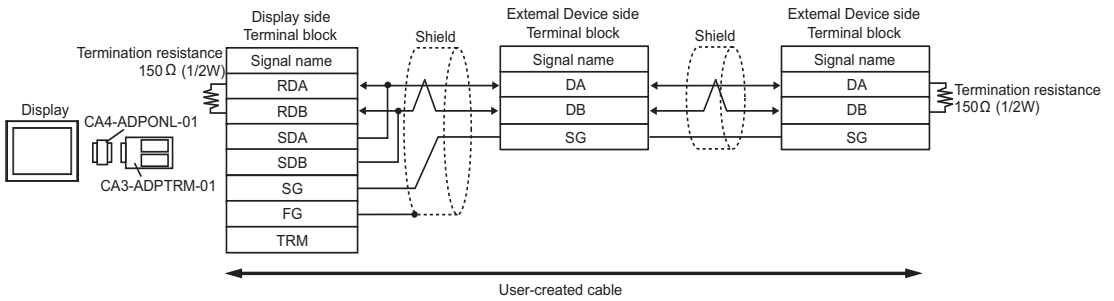 Display side
Terminal block
External Device side
Terminal block
External Device side
Terminal block
Shield
Shield
Termination resistance
150Ω (1/2W)
Signal name
RDA
RDB
SDA
SDB
SG
FG
TRM
Signal name
DA
DB
SG
Signal name
DA
DB
SG
Termination resistance
150Ω (1/2W)
Display
CA4-ADPONL-01
CA3-ADPTRM-01
User-created cable